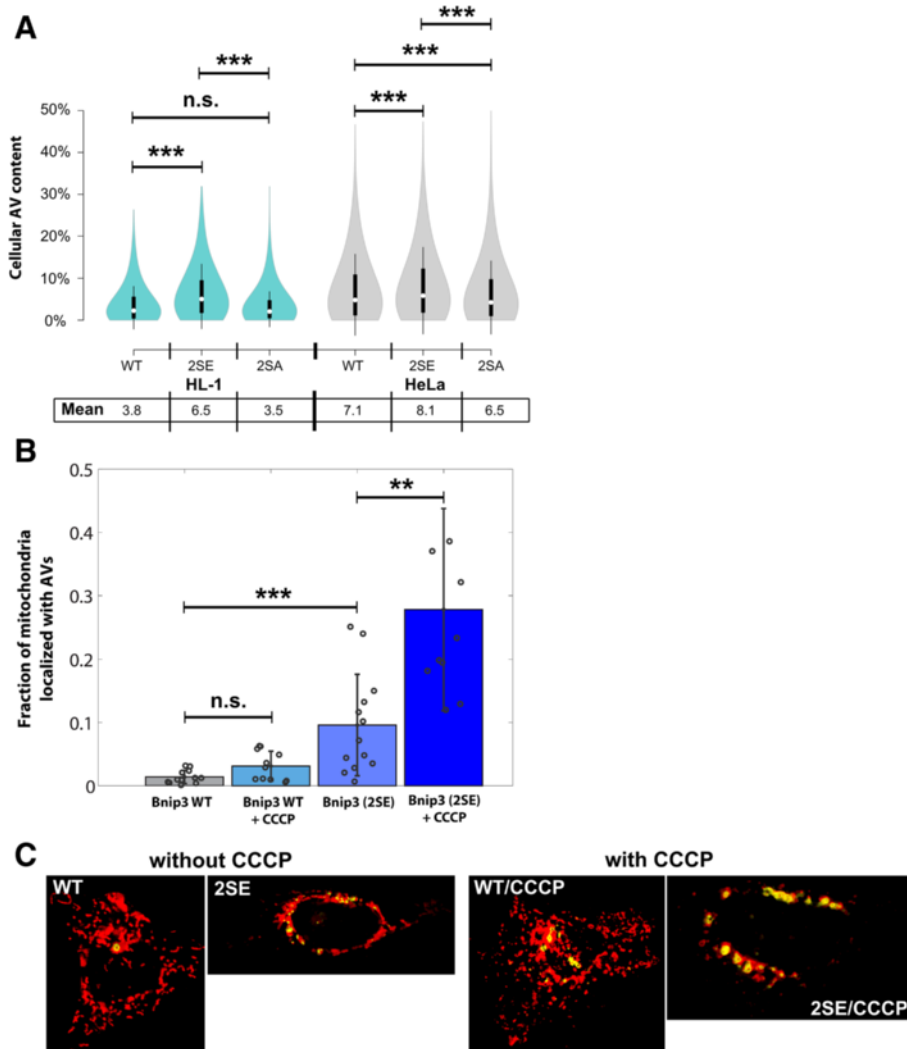 A
***
***
***
n.s.
***
***
50%
40%
30%
20%
10%
0%
Cellular AV content
WT 2SE 2SA WT 2SE 2SA
HL-1 HeLa
Mean 3.8 6.5 3.5 7.1 8.1 6.5
B
0.5
0.4
0.3
0.2
0.1
0
Fraction of mitochondria
localized with AVs
**
***
n.s.
Bnip3 WT Bnip3 WT Bnip3 (2SE) Bnip3 (2SE)
+ CCCP + CCCP
C
without CCCP with CCCP
WT 2SE WT/CCCP
2SE/CCCP